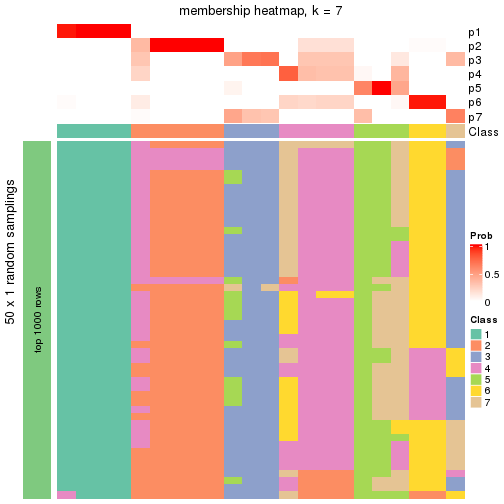 membership heatmap, k = 7
p1
p2
p3
p4
p5
p6
p7
Class
50 x 1 random samplings
top 1000 rows
Prob
1
0.5
0
Class
1
2
3
4
5
6
7